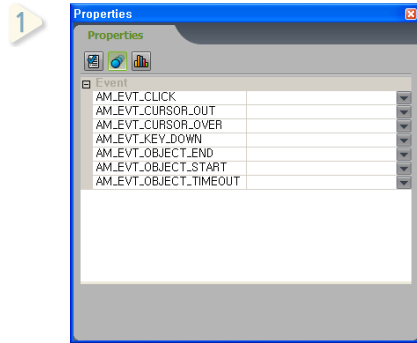 1
Properties
Properties
Event
AM_EVT_CLICK
AM_EVT_CURSOR_OUT
AM_EVT_CURSOR_OVER
AM_EVT_KEY_DOWN
AM_EVT_OBJECT_END
AM_EVT_OBJECT_START
AM_EVT_OBJECT_TIMEOUT